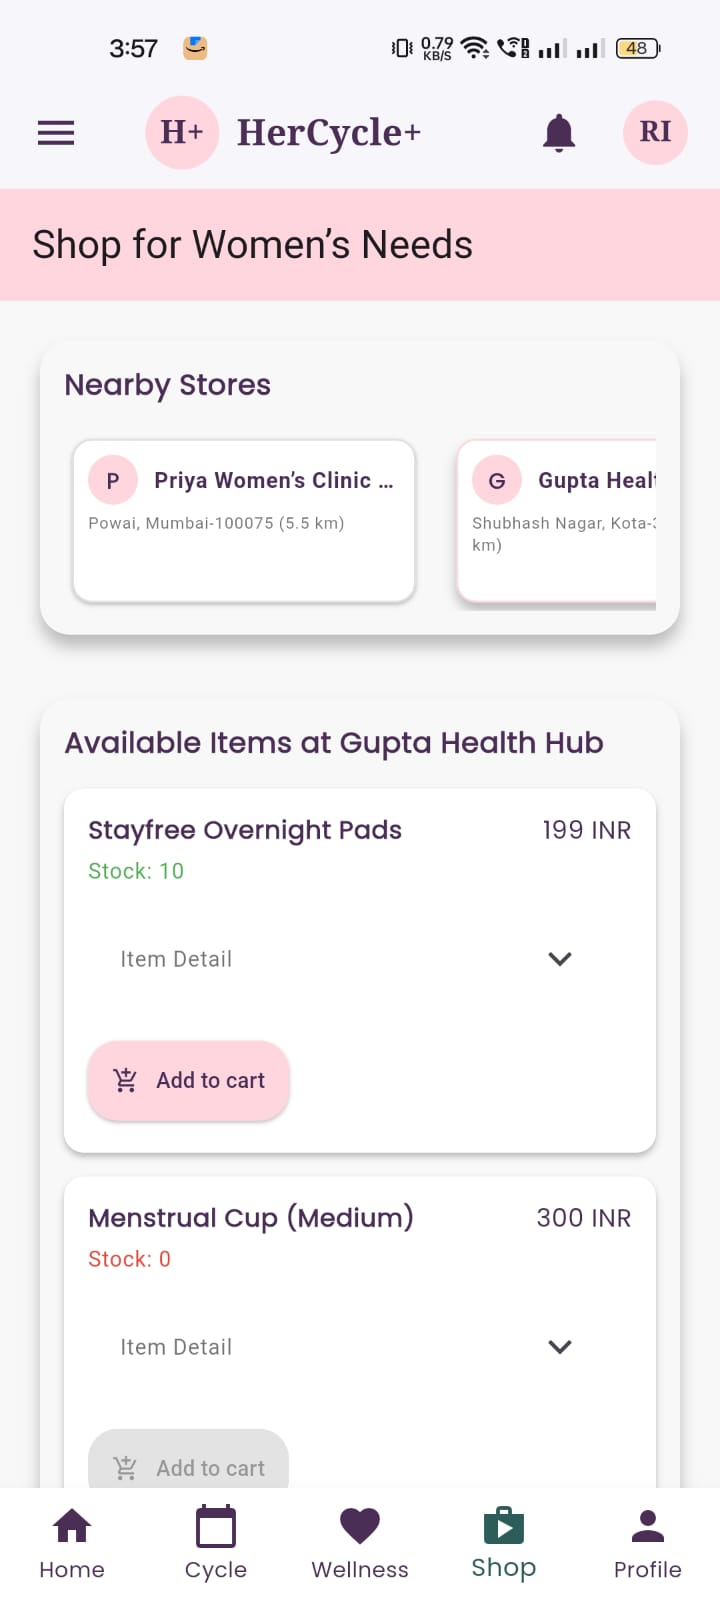 3:57 0.79 KB/S 48
H+ HerCycle+ RI
Shop for Women’s Needs
Nearby Stores
P Priya Women’s Clinic ...
Powai, Mumbai-100075 (5.5 km)
G Gupta Healt
Shubhash Nagar, Kota-
km)
Available Items at Gupta Health Hub
Stayfree Overnight Pads 199 INR
Stock: 10
Item Detail
Add to cart
Menstrual Cup (Medium) 300 INR
Stock: 0
Item Detail
Add to cart
Home Cycle Wellness Shop Profile